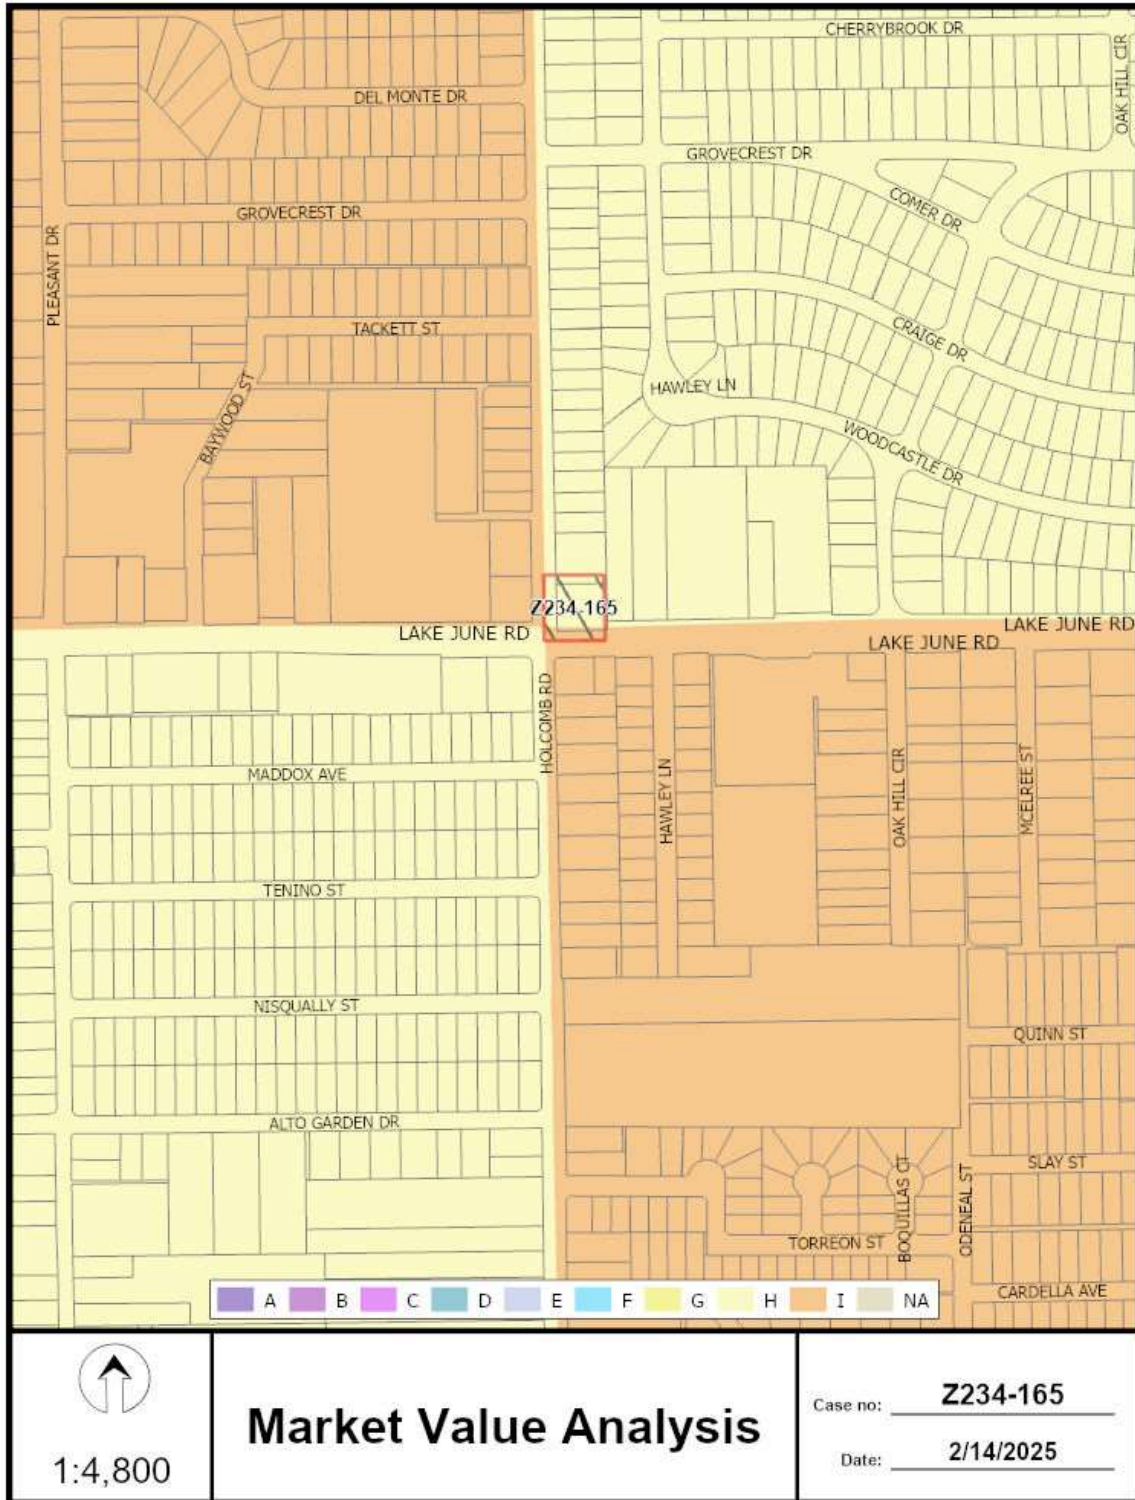 CHERRYBROOK DR
OAK HILL CIR
DEL MONTE DR
GROVECREST DR
COMER DR
GROVECREST DR
PLEASANT DR
TACKETT ST
CRAIGE DR
HAWLEY LN
BAYWOOD ST
WOODCASTLE DR
Z234-165
LAKE JUNE RD
LAKE JUNE RD
LAKE JUNE RD
HOLCOMB RD
MADDOX AVE
HAWLEY LN
OAK HILL CIR
MCELREE ST
TENINO ST
NISQUALLY ST
QUINN ST
ALTO GARDEN DR
SLAY ST
BOQUILLAS CT
ODENEAL ST
TORREON ST
CARDELLA AVE
A B C D E F G H I NA
1:4,800
Market Value Analysis
Case no: Z234-165
Date: 2/14/2025